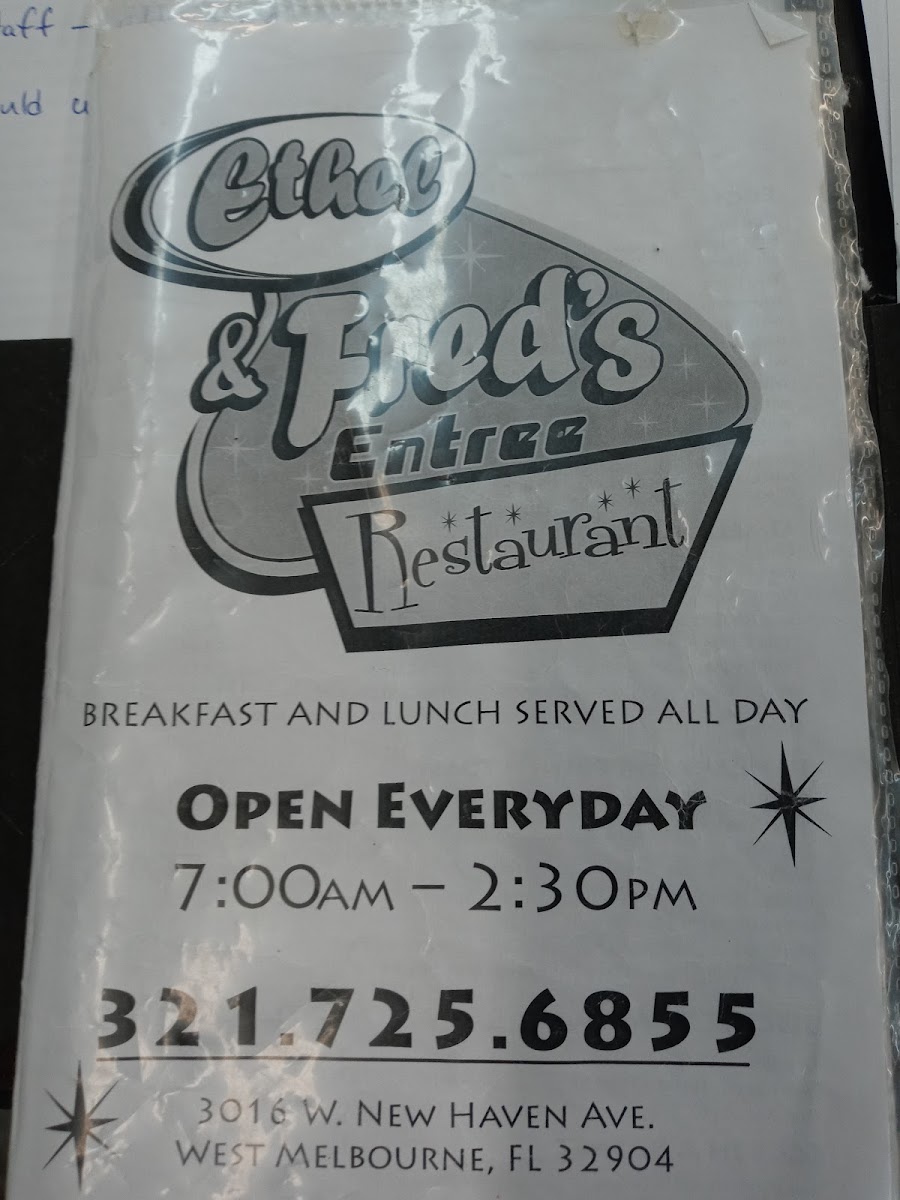 Ethel
& Fred's
Entree
Restaurant
BREAKFAST AND LUNCH SERVED ALL DAY
OPEN EVERYDAY
7:00AM – 2:30PM
321.725.6855
3016 W. NEW HAVEN AVE.
WEST MELBOURNE, FL 32904